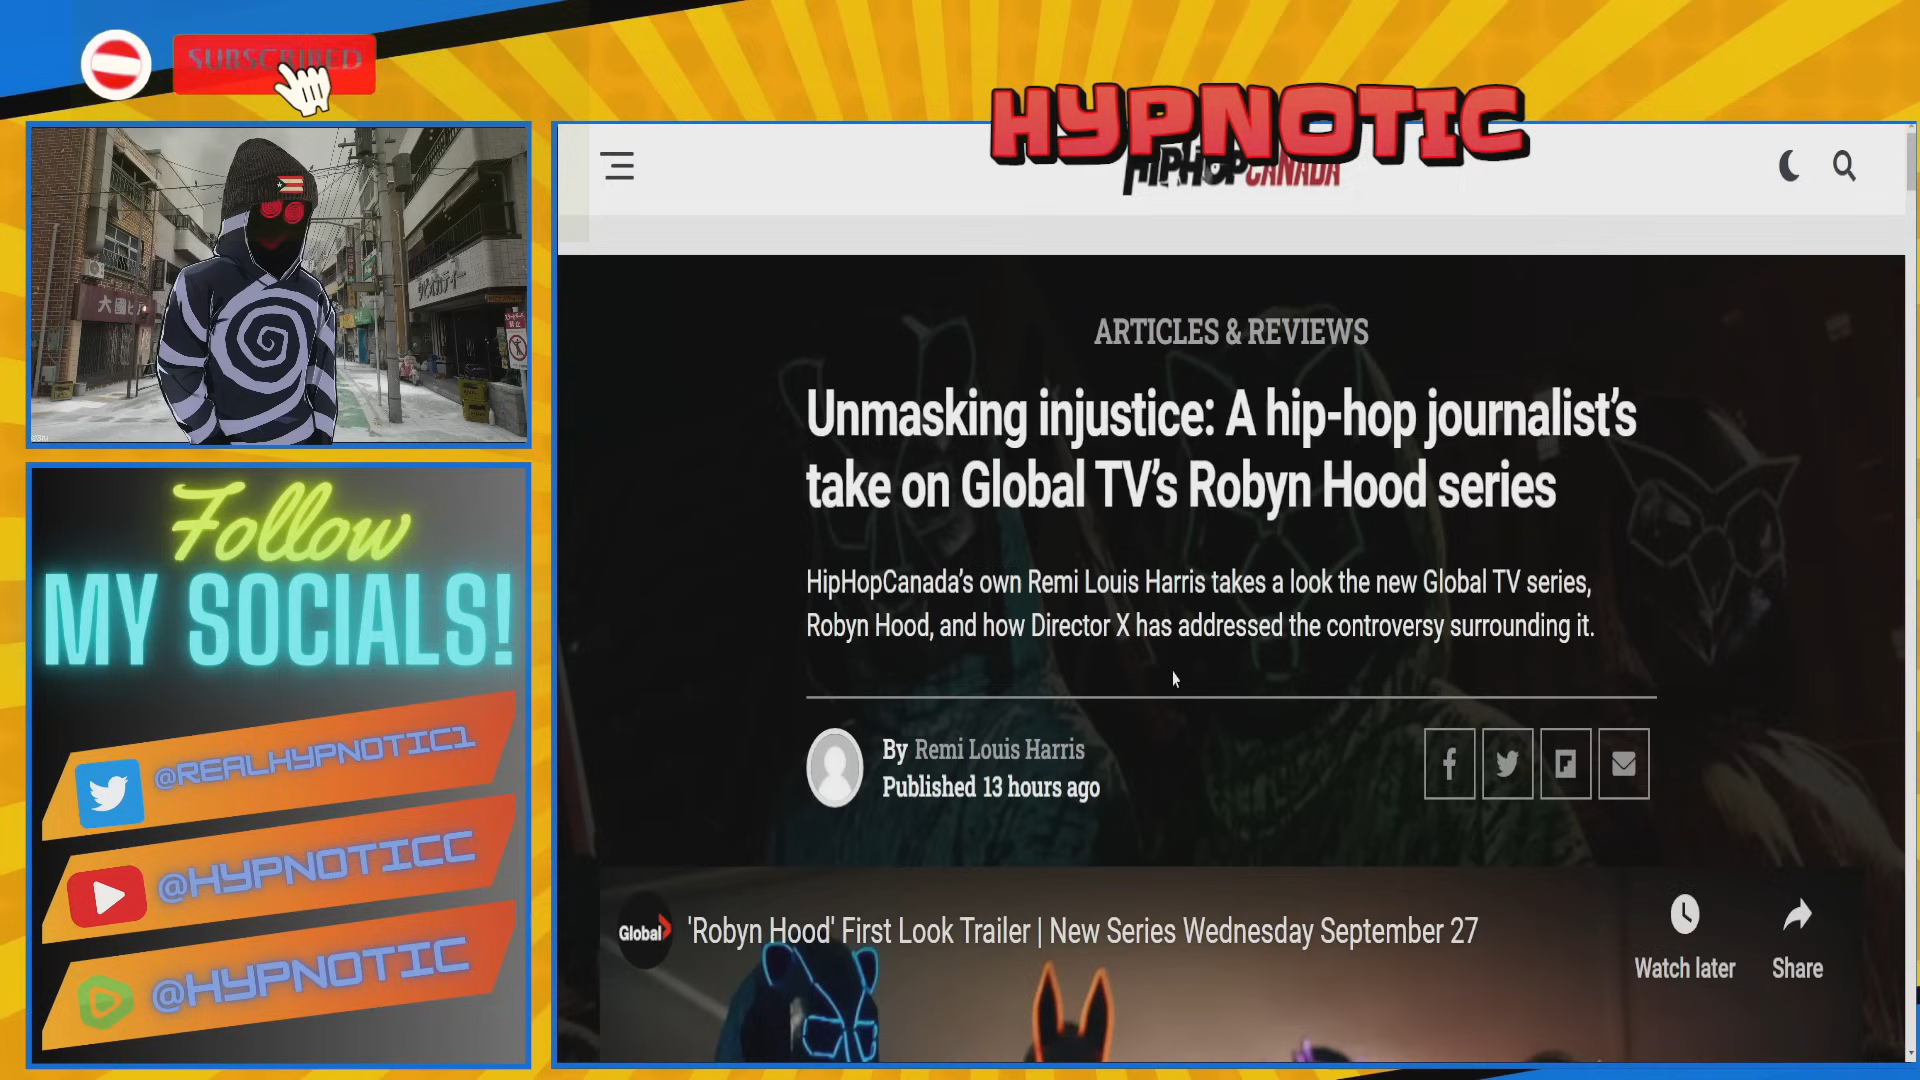 SUBSCRIBED
HYPNOTIC
HIPHOPCANADA
大國
Follow
MY SOCIALS!
@REALHYPNOTIC1
@HYPNOTICC
@HYPNOTIC
ARTICLES & REVIEWS
Unmasking injustice: A hip-hop journalist's
take on Global TV's Robyn Hood series
HipHopCanada's own Remi Louis Harris takes a look the new Global TV series,
Robyn Hood, and how Director X has addressed the controversy surrounding it.
By Remi Louis Harris
Published 13 hours ago
Global
'Robyn Hood' First Look Trailer | New Series Wednesday September 27
Watch later
Share